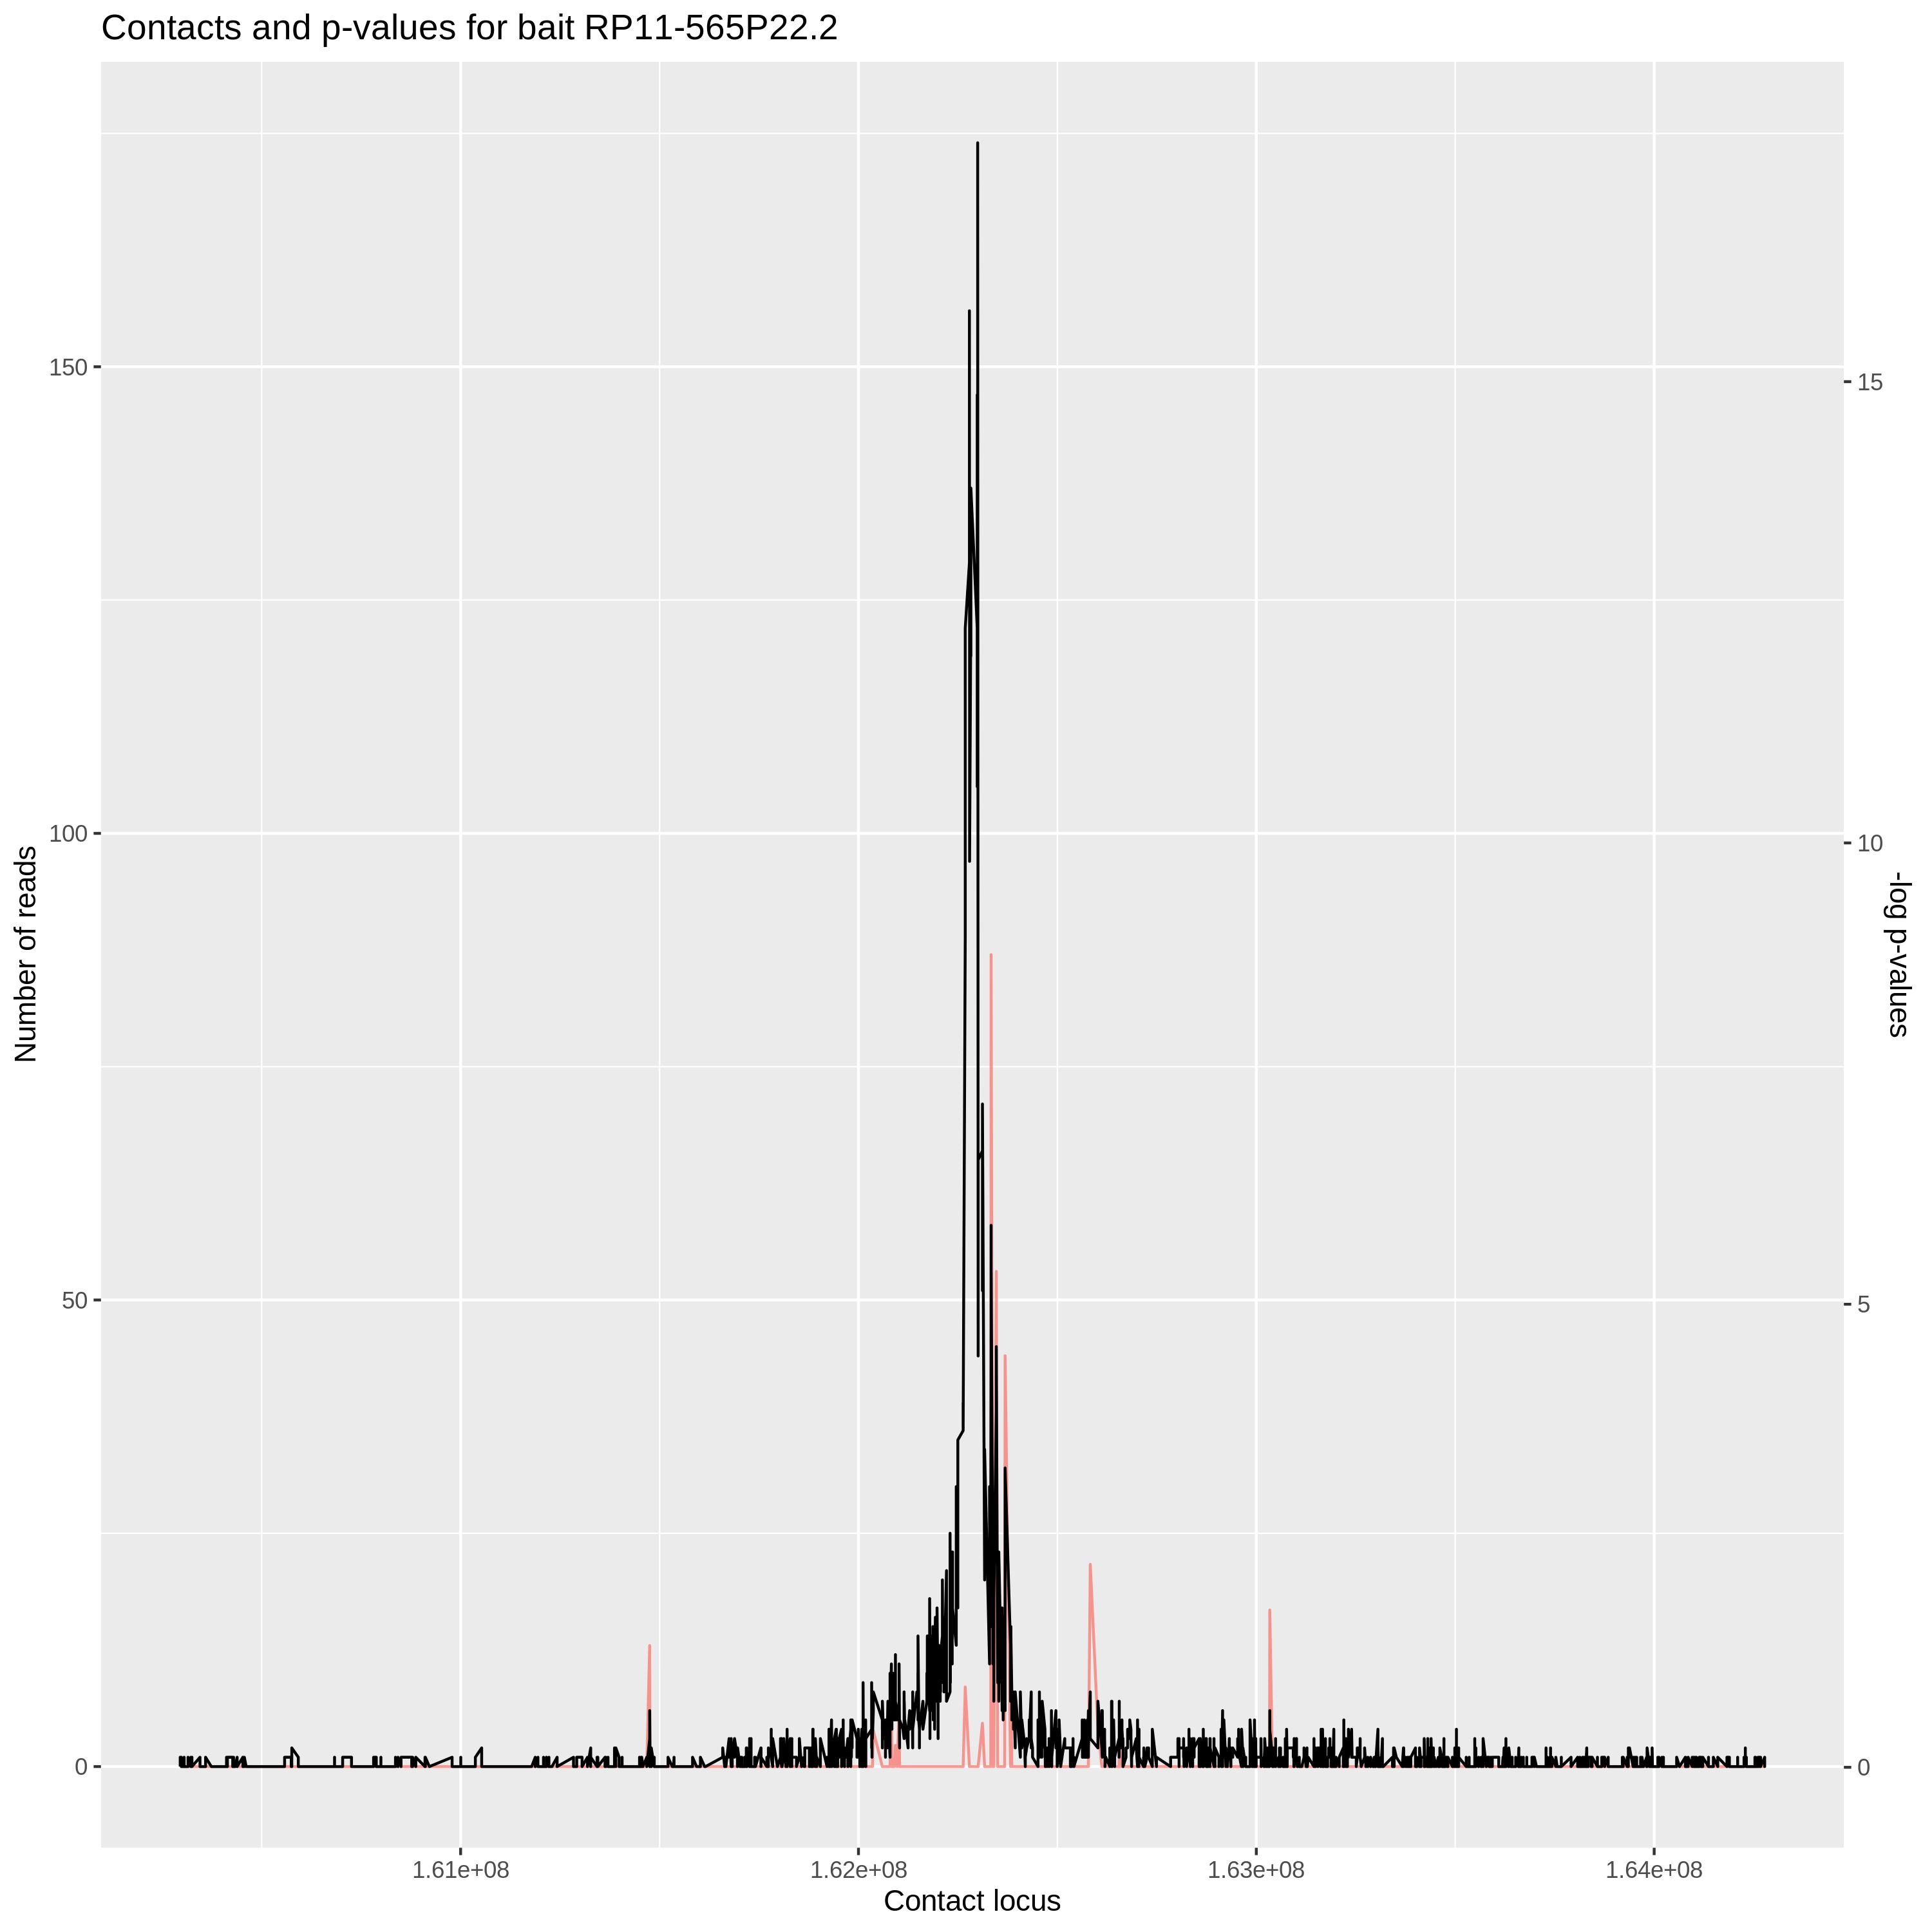 Contacts and p-values for bait RP11-565P22.2
Number of reads
150
100
50
0
15
10
5
0
-log p-values
1.61e+08
1.62e+08
1.63e+08
1.64e+08
Contact locus